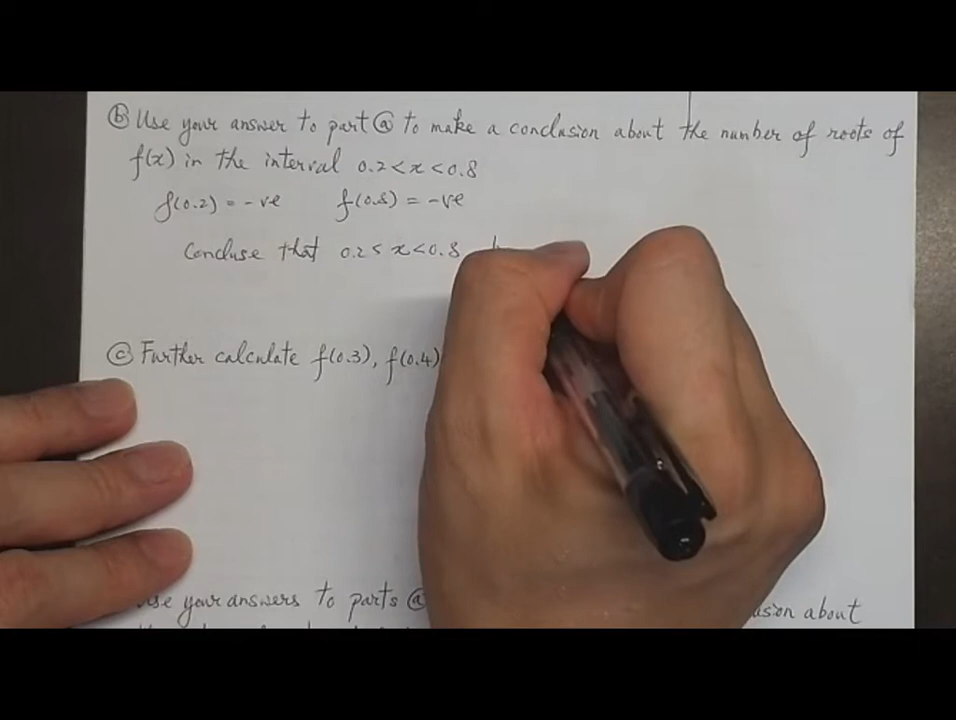 ⓑ Use your answer to part ⓐ to make a conclusion about the number of roots of
f(x) in the interval 0.2<x<0.8
f(0.2) = -ve f(0.8) = -ve
Concluse that 0.2≤ x<0.8
ⓒ Further calculate f(0.3), f(0.4)
use your answers to parts ⓐ about